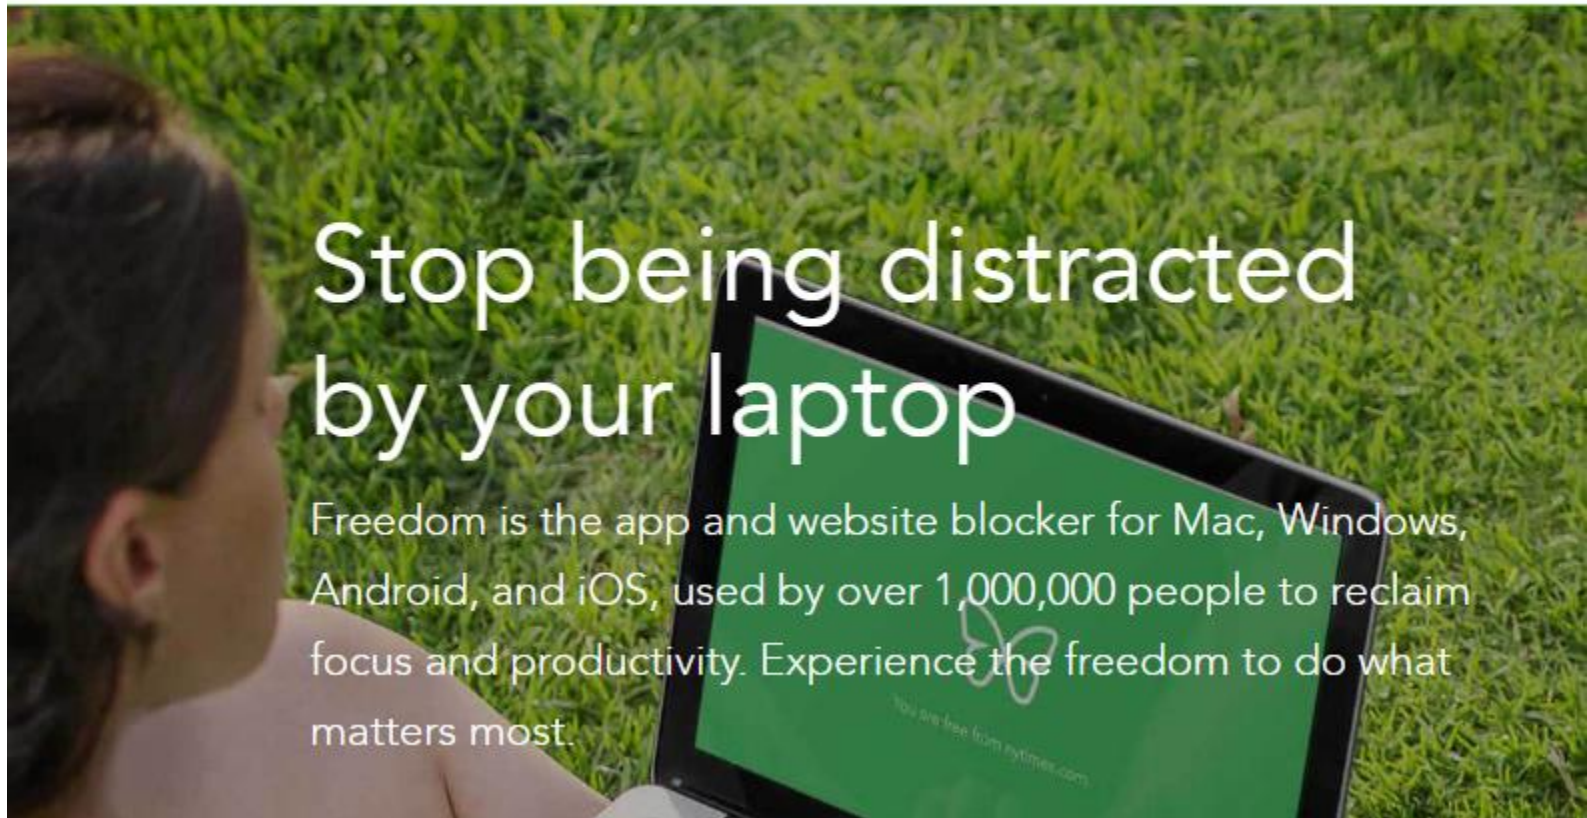 Stop being distracted
by your laptop
Freedom is the app and website blocker for Mac, Windows,
Android, and iOS, used by over 1,000,000 people to reclaim
focus and productivity. Experience the freedom to do what
matters most.
You are free from nytimes.com